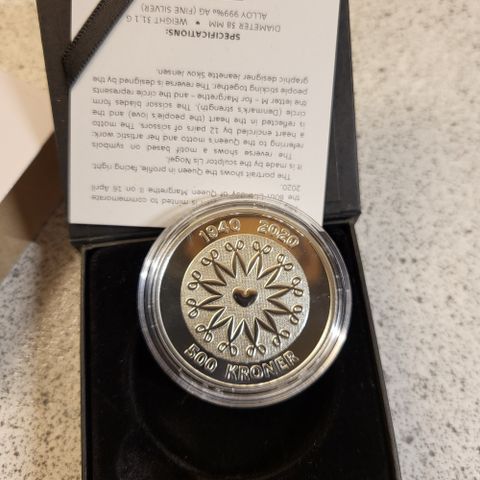 is minted to commemorate
the 80th birthday of Queen Margrethe on 16 April
2020.
The portrait shows the Queen in profile, facing right.
It is made by the sculptor Lis Nogel.
The reverse shows a motif based on symbols
referring to the Queen's motto and her artistic work:
a heart encircled by 12 pairs of scissors. The motto
is reflected in the heart (the people's love) and the
circle (Denmark's strength). The scissor blades form
the letter M – for Margrethe – and the circle represents
people sticking together. The reverse is designed by the
graphic designer Jeanette Skov Jensen.
SPECIFICATIONS:
DIAMETER 38 MM ♥ WEIGHT 31.1 G
ALLOY 999‰ AG (FINE SILVER)
1940 2020
500 KRONER